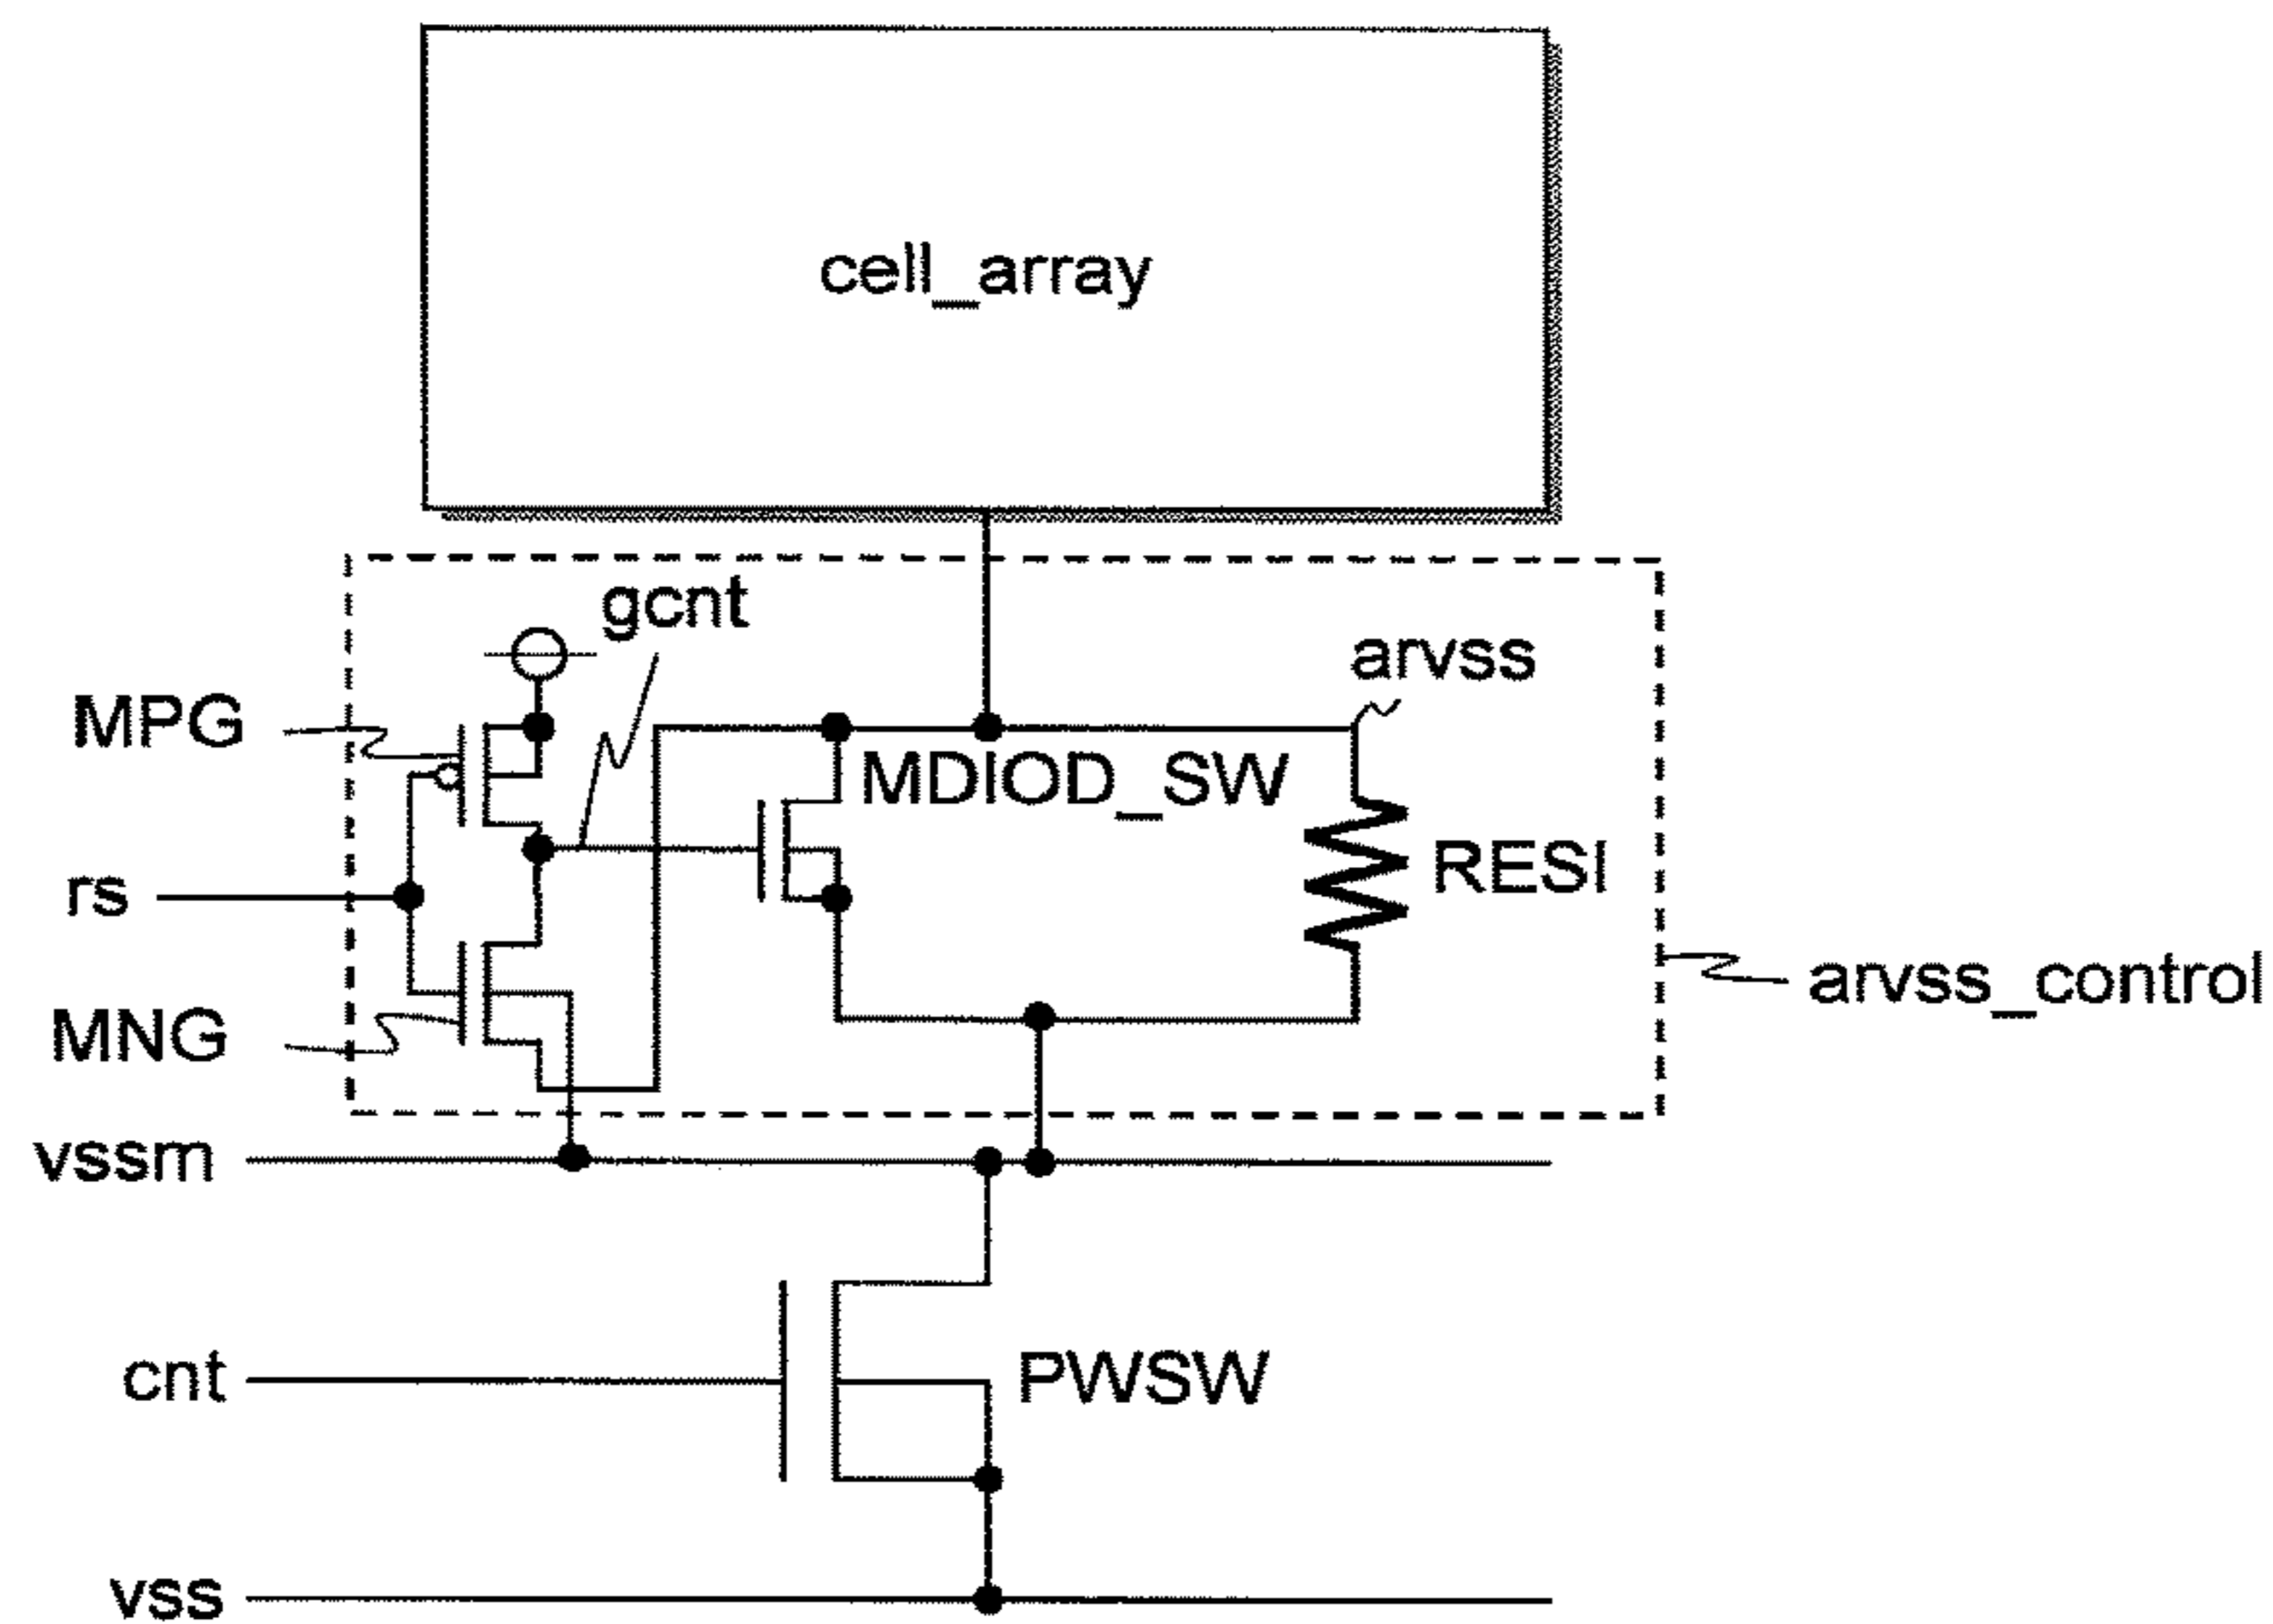 cell_array
gcnt
arvss
MPG
MDIOD_SW
RESI
rs
arvss_control
MNG
vssm
cnt
PWSW
vss